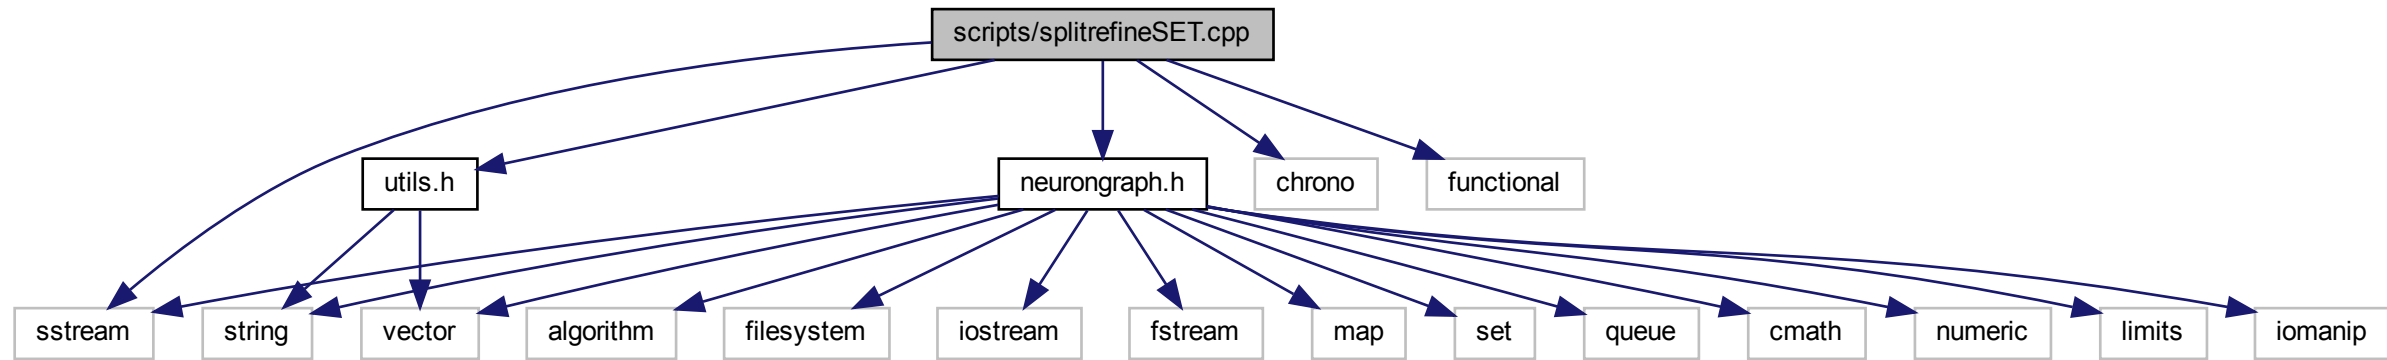 scripts/splitrefineSET.cpp
utils.h
neurongraph.h
chrono
functional
sstream
string
vector
algorithm
filesystem
iostream
fstream
map
set
queue
cmath
numeric
limits
iomanip